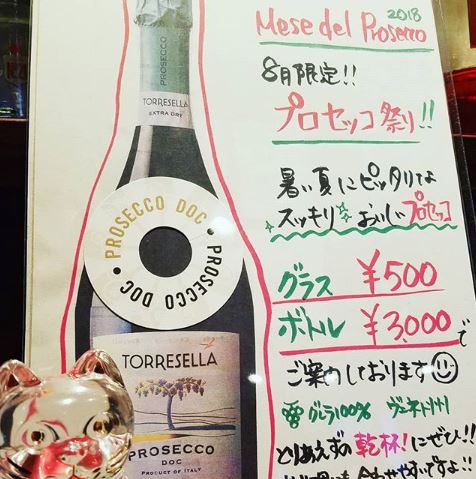 Mese del Prosecco 2018
8月限定!!
プロセッコ祭り!!
暑い夏にピッタリな
スッキリおいしいプロセッコ
グラス ¥500
ボトル ¥3,000で
ご案内しております
グレラ100% ヴェネト州
とりあえずの乾杯!にぜひ!!
PROSECCO
TORRESELLA
EXTRA DRY
PROSECCO DOC • PROSECCO DOC •
TORRESELLA
PROSECCO
DOC
PRODUCT OF ITALY